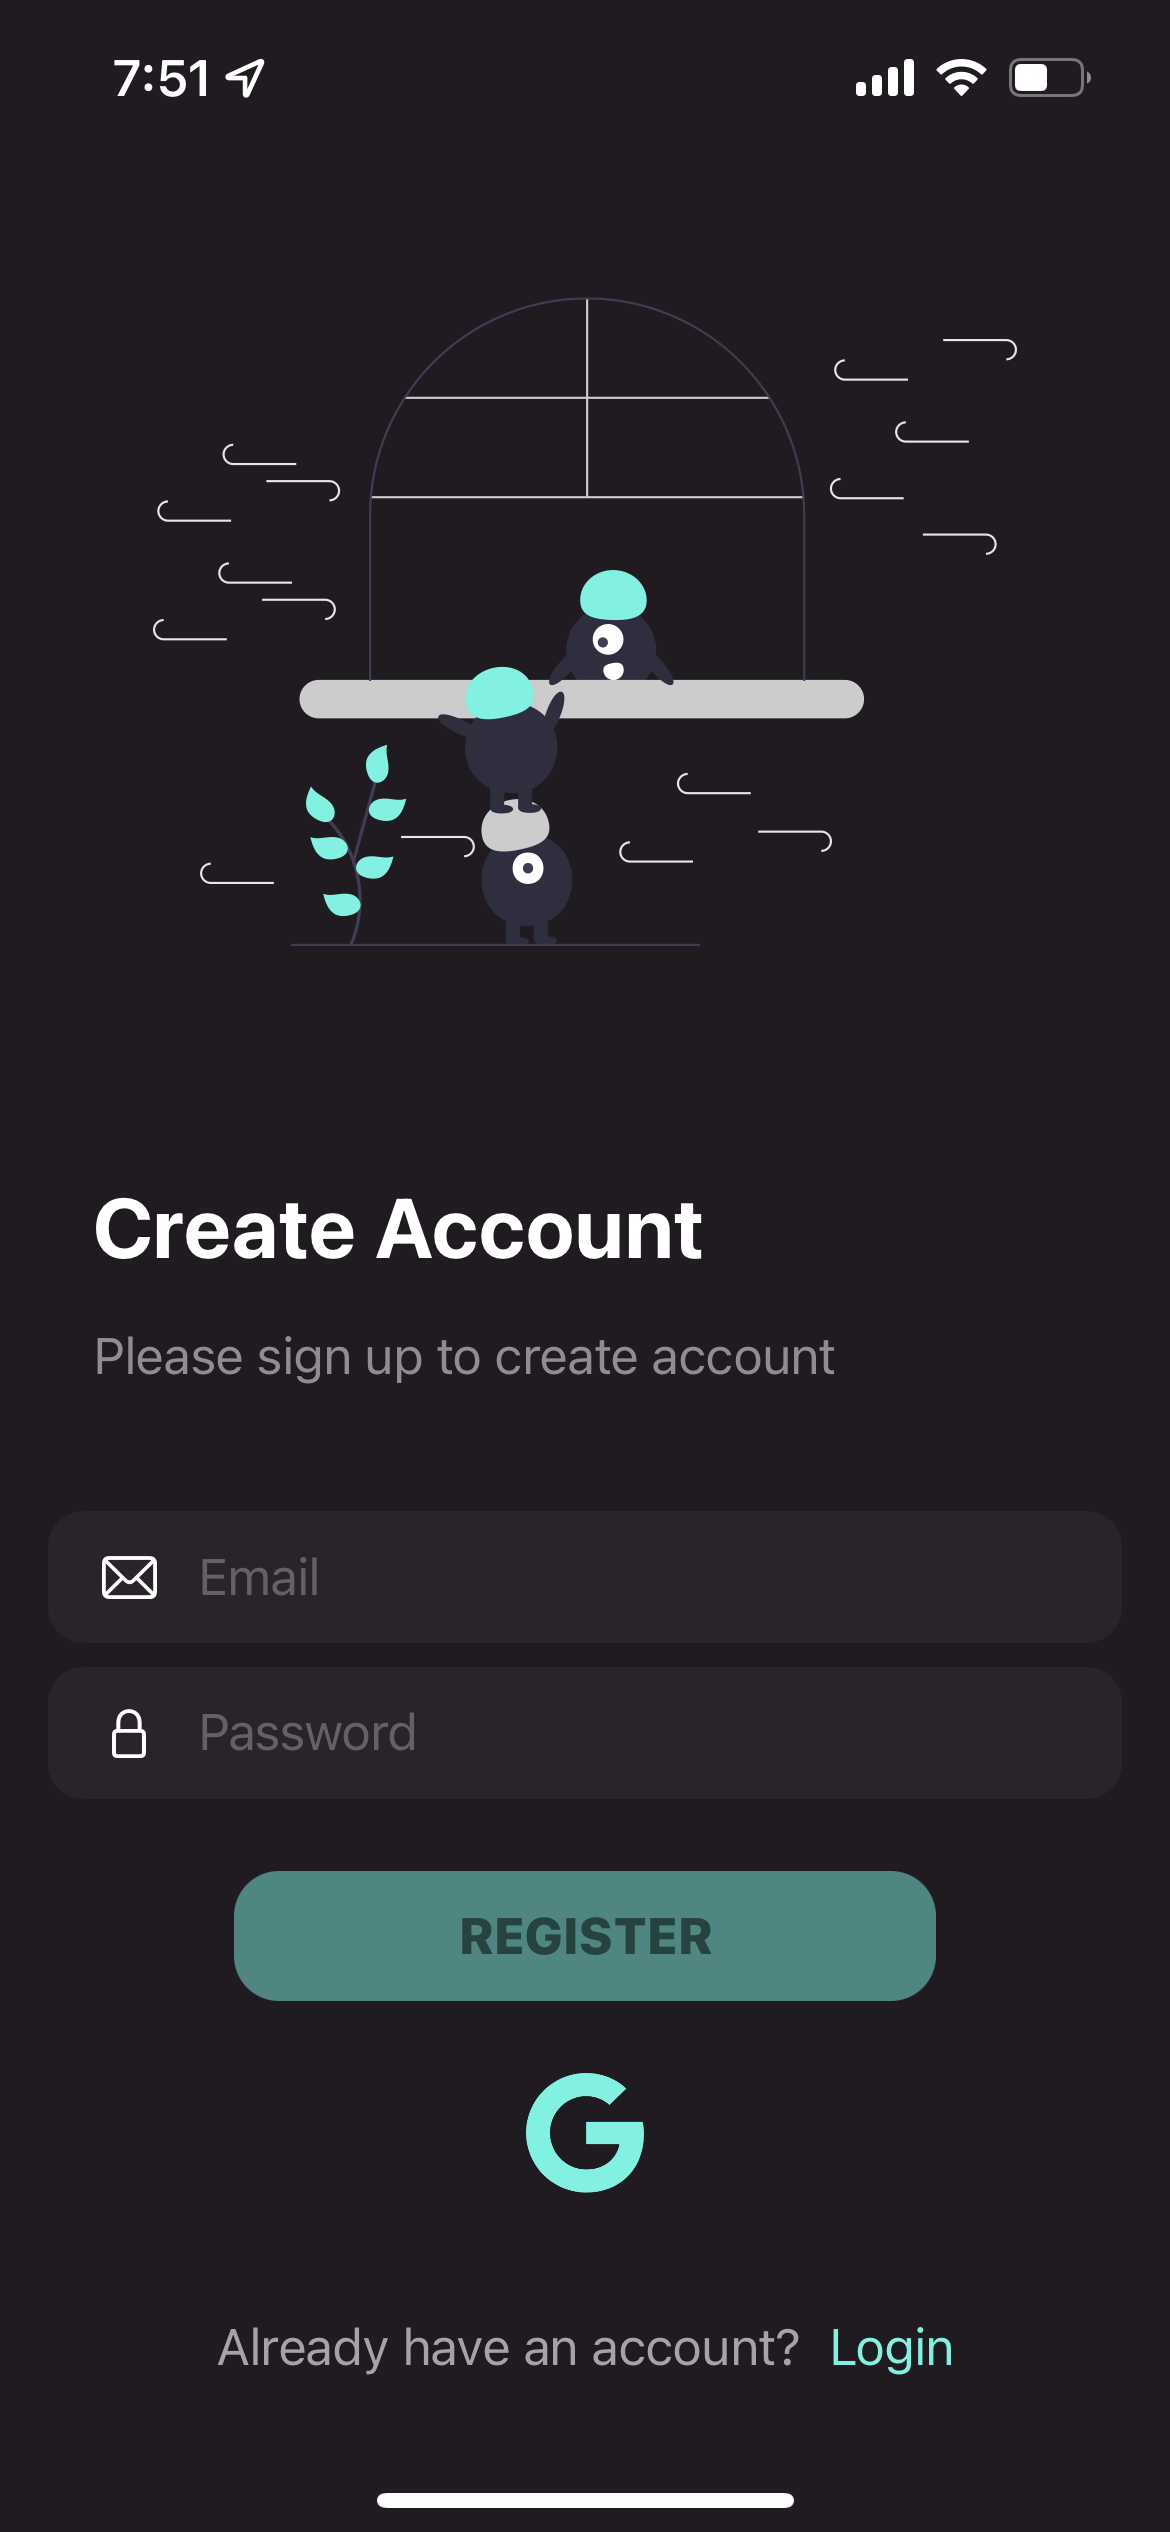 7:51
Create Account
Please sign up to create account
Email
Password
REGISTER
G
Already have an account? Login